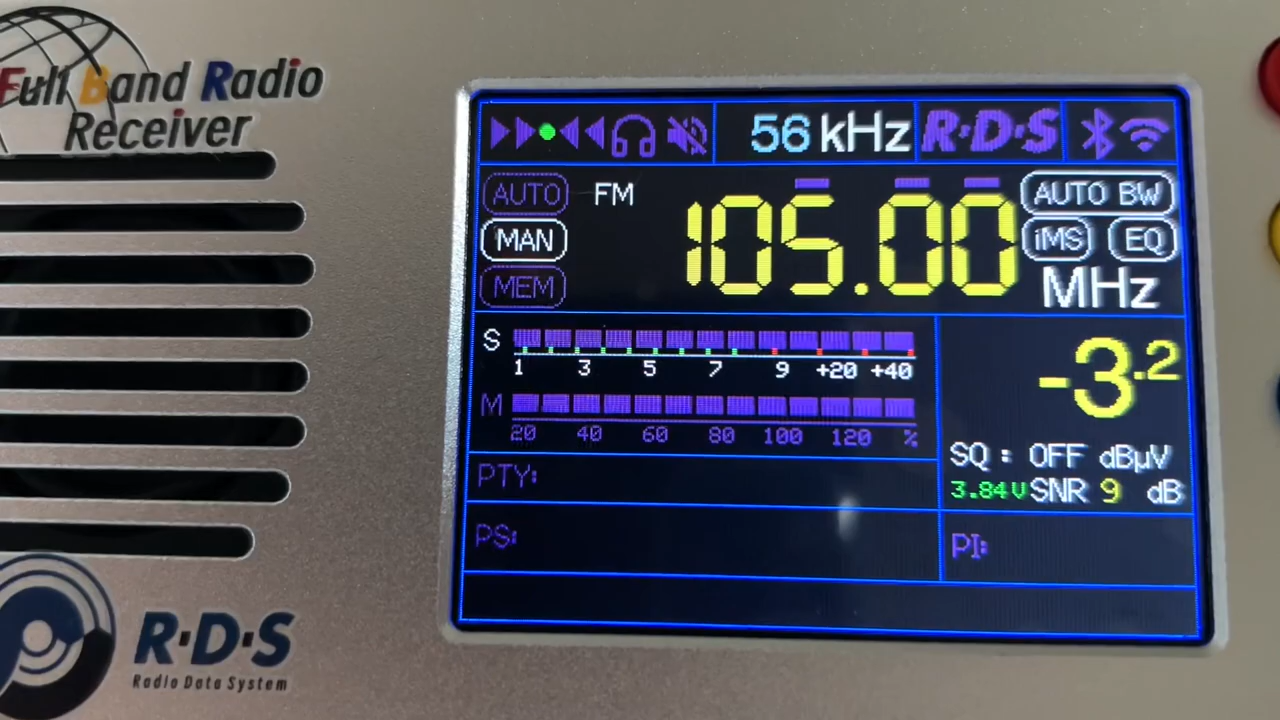 Full Band Radio
Receiver
56 kHz R·D·S
AUTO FM 105.00 AUTO BW
MAN iMS EQ
MEM MHz
S
1 3 5 7 9 +20 +40
-3.2
M
20 40 60 80 100 120 %
SQ : OFF dBµV
PTY:
3.84V SNR 9 dB
PS:
PI:
R·D·S
Radio Data System